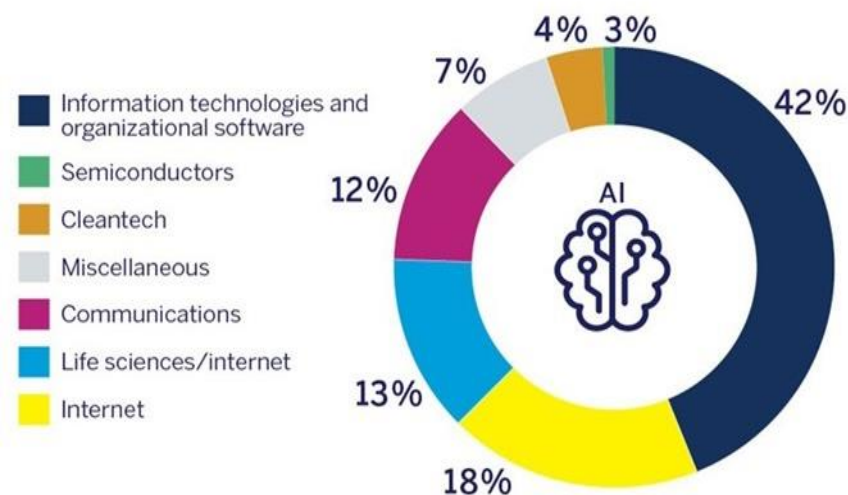 4% 3%
7%
42%
Information technologies and
organizational software
Semiconductors
12%
AI
Cleantech
Miscellaneous
Communications
Life sciences/internet
13%
Internet
18%